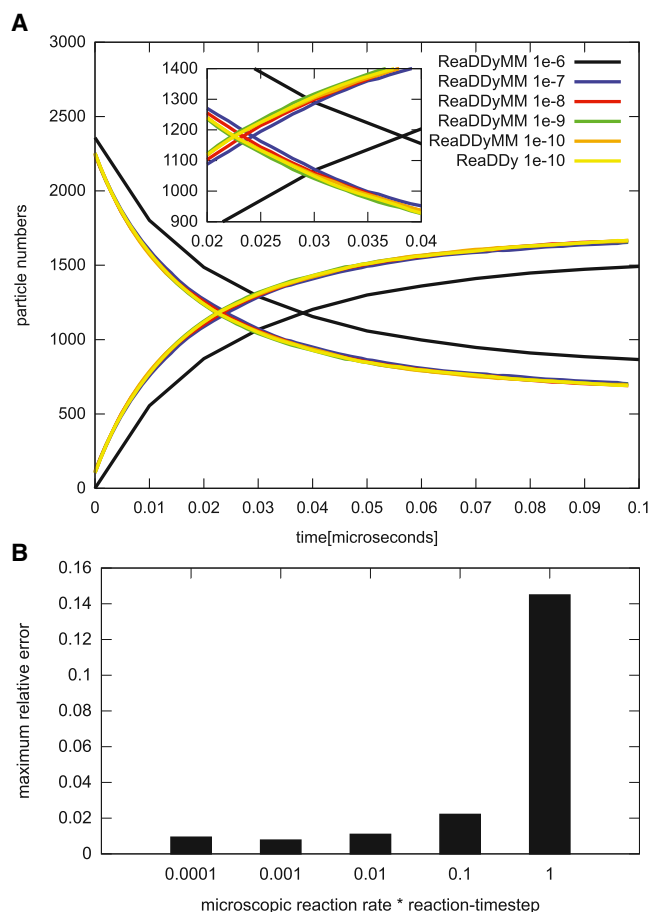 A
3000
2500
2000
1500
1000
500
0
particle numbers
0 0.01 0.02 0.03 0.04 0.05 0.06 0.07 0.08 0.09 0.1
time[microseconds]
1400
1300
1200
1100
1000
900
0.02 0.025 0.03 0.035 0.04
ReaDDyMM 1e-6
ReaDDyMM 1e-7
ReaDDyMM 1e-8
ReaDDyMM 1e-9
ReaDDyMM 1e-10
ReaDDy 1e-10
B
0.16
0.14
0.12
0.1
0.08
0.06
0.04
0.02
0
maximum relative error
0.0001 0.001 0.01 0.1 1
microscopic reaction rate * reaction-timestep